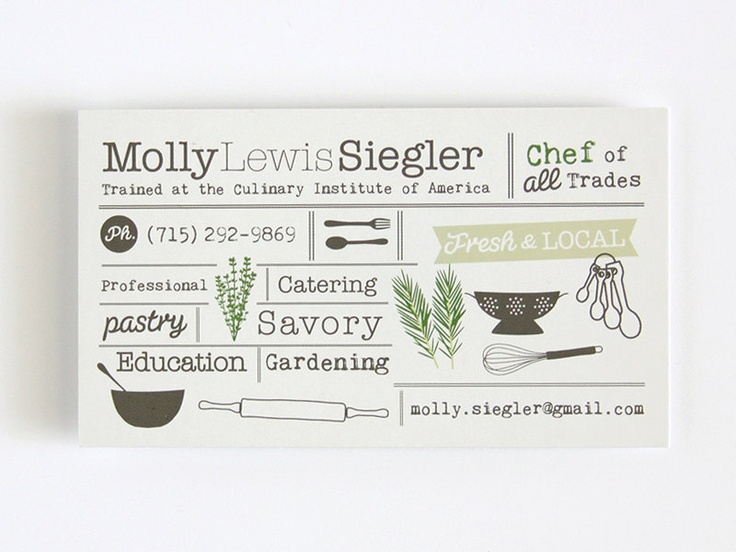 Molly Lewis Siegler
Trained at the Culinary Institute of America
Chef of
all Trades
Ph. (715) 292-9869
Fresh & LOCAL
Professional
Catering
pastry
Savory
Education
Gardening
molly.siegler@gmail.com